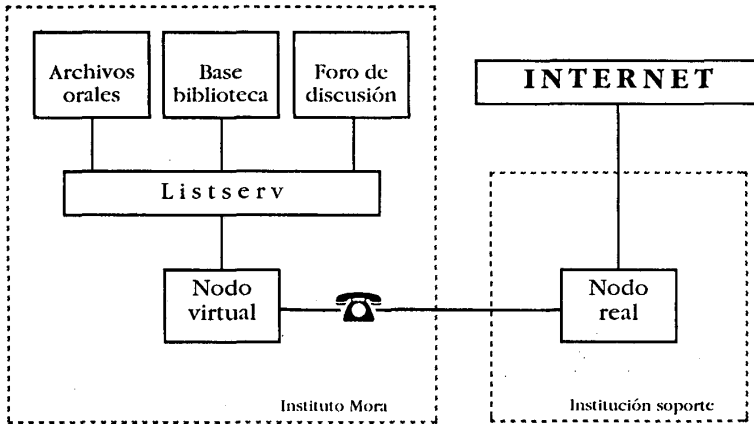 Archivos
orales
Base
biblioteca
Foro de
discusión
INTERNET
Listserv
Nodo
virtual
Nodo
real
Instituto Mora
Institución soporte